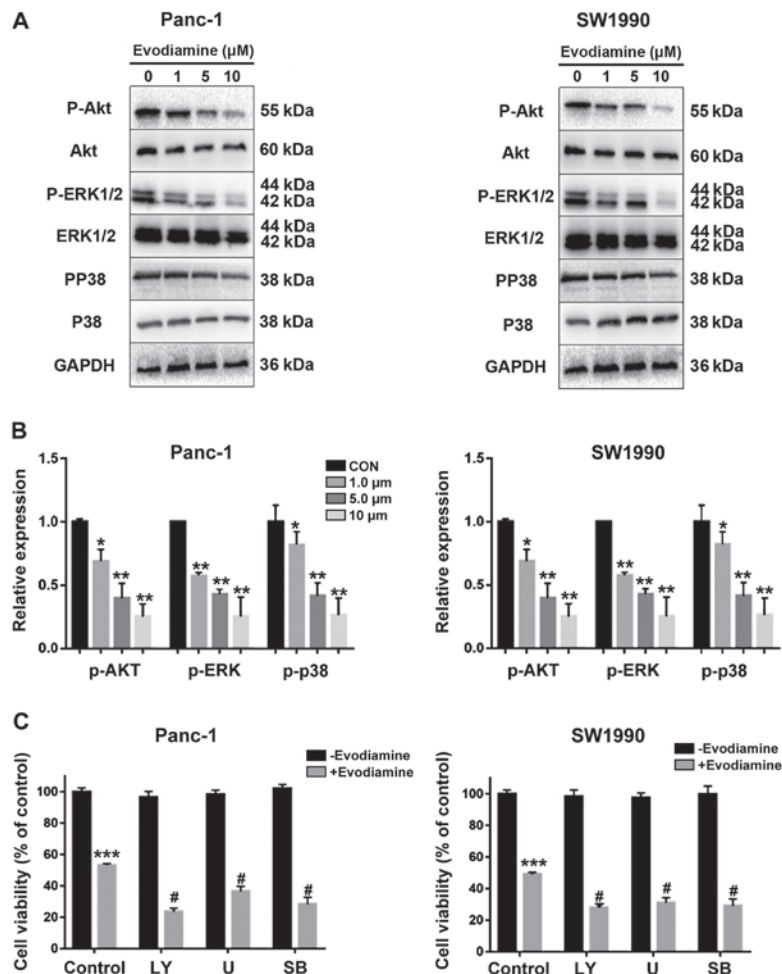 A
Panc-1
SW1990
Evodiamine (µM)
Evodiamine (µM)
0 1 5 10
0 1 5 10
P-Akt 55 kDa
P-Akt 55 kDa
Akt 60 kDa
Akt 60 kDa
P-ERK1/2 44 kDa
42 kDa
P-ERK1/2 44 kDa
42 kDa
ERK1/2 44 kDa
42 kDa
ERK1/2 44 kDa
42 kDa
PP38 38 kDa
PP38 38 kDa
P38 38 kDa
P38 38 kDa
GAPDH 36 kDa
GAPDH 36 kDa
B
Panc-1
SW1990
CON
1.0 µm
5.0 µm
10 µm
Relative expression
1.5
1.0
0.5
0.0
* ** ** ** ** ** * ** **
p-AKT p-ERK p-p38
Relative expression
1.5
1.0
0.5
0.0
* ** ** ** ** ** * ** **
p-AKT p-ERK p-p38
C
Panc-1
SW1990
-Evodiamine
+Evodiamine
-Evodiamine
+Evodiamine
Cell viability (% of control)
100
80
60
40
20
0
*** # # #
Control LY U SB
Cell viability (% of control)
100
80
60
40
20
0
*** # # #
Control LY U SB